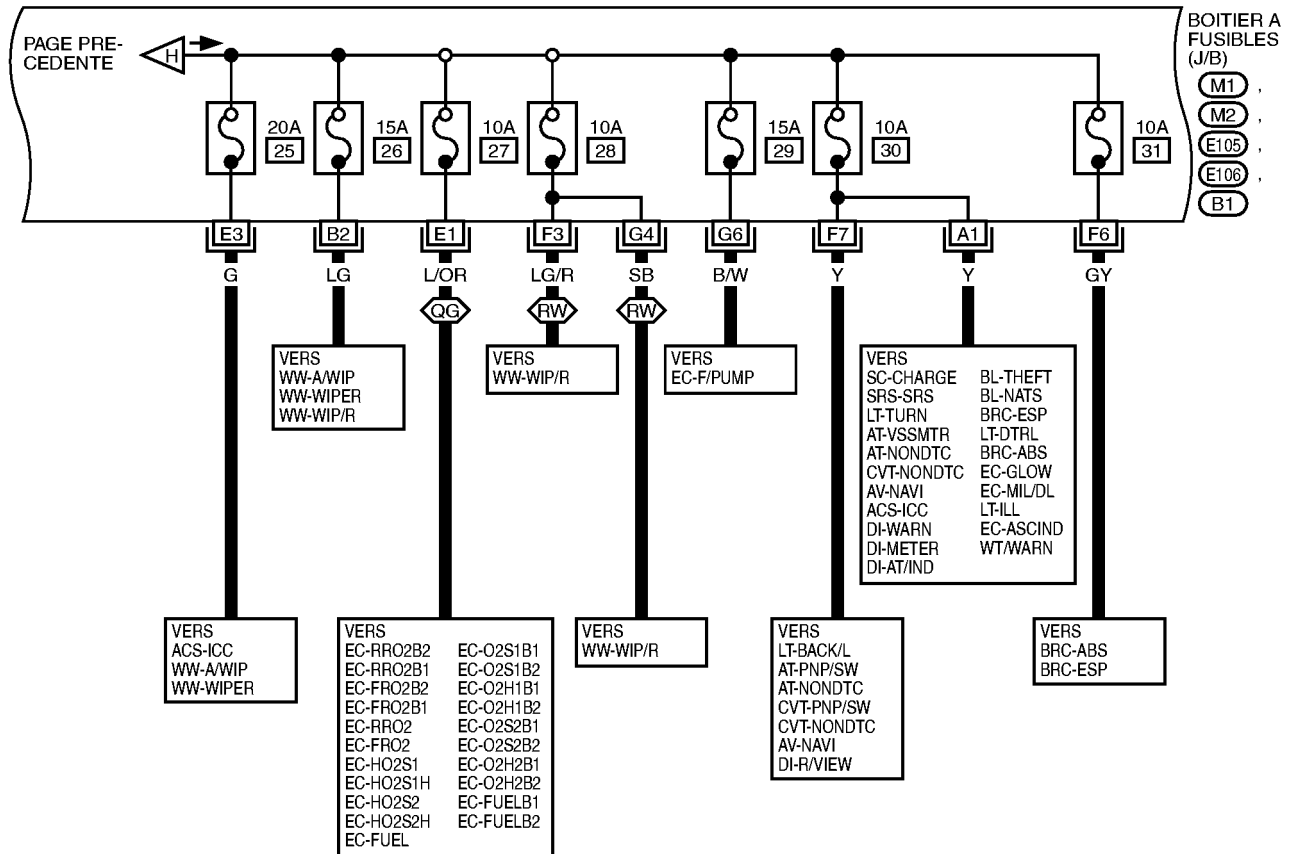 PAGE PRE-
CEDENTE
H
BOITIER A
FUSIBLES
(J/B)
M1 ,
M2 ,
E105 ,
E106 ,
B1
20A
25
15A
26
10A
27
10A
28
15A
29
10A
30
10A
31
E3
B2
E1
F3
G4
G6
F7
A1
F6
G
LG
L/OR
LG/R
SB
B/W
Y
Y
GY
QG
RW
RW
VERS
WW-A/WIP
WW-WIPER
WW-WIP/R
VERS
WW-WIP/R
VERS
EC-F/PUMP
VERS
SC-CHARGE BL-THEFT
SRS-SRS BL-NATS
LT-TURN BRC-ESP
AT-VSSMTR LT-DTRL
AT-NONDTC BRC-ABS
CVT-NONDTC EC-GLOW
AV-NAVI EC-MIL/DL
ACS-ICC LT-ILL
DI-WARN EC-ASCIND
DI-METER WT/WARN
DI-AT/IND
VERS
ACS-ICC
WW-A/WIP
WW-WIPER
VERS
EC-RRO2B2 EC-O2S1B1
EC-RRO2B1 EC-O2S1B2
EC-FRO2B2 EC-O2H1B1
EC-FRO2B1 EC-O2H1B2
EC-RRO2 EC-O2S2B1
EC-FRO2 EC-O2S2B2
EC-HO2S1 EC-O2H2B1
EC-HO2S1H EC-O2H2B2
EC-HO2S2 EC-FUELB1
EC-HO2S2H EC-FUELB2
EC-FUEL
VERS
WW-WIP/R
VERS
LT-BACK/L
AT-PNP/SW
AT-NONDTC
CVT-PNP/SW
CVT-NONDTC
AV-NAVI
DI-R/VIEW
VERS
BRC-ABS
BRC-ESP